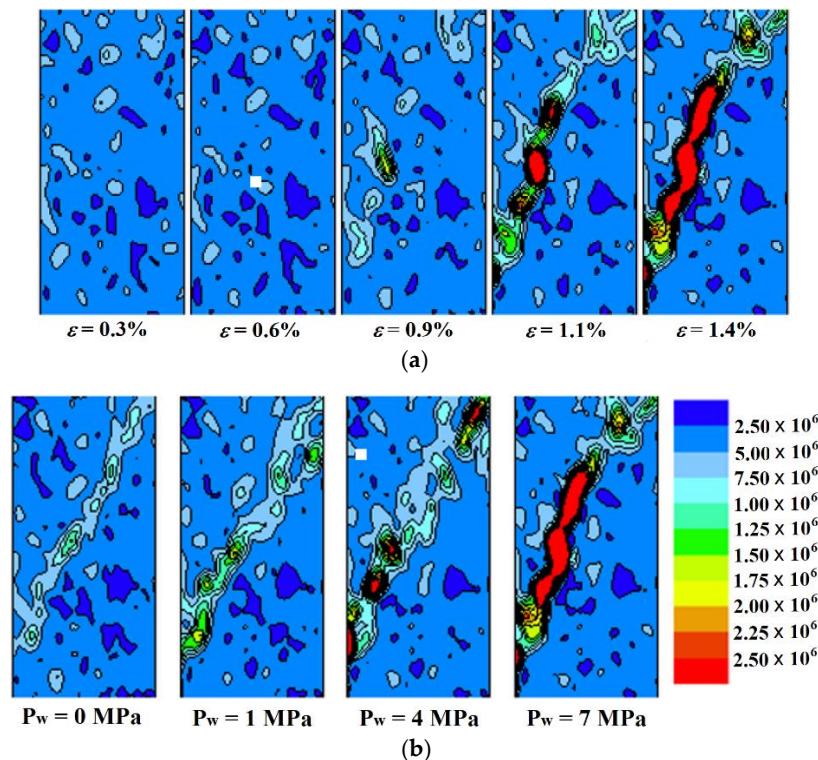 ε = 0.3% ε = 0.6% ε = 0.9% ε = 1.1% ε = 1.4%
(a)
2.50 x 10⁶
5.00 x 10⁶
7.50 x 10⁶
1.00 x 10⁶
1.25 x 10⁶
1.50 x 10⁶
1.75 x 10⁶
2.00 x 10⁶
2.25 x 10⁶
2.50 x 10⁶
Pw = 0 MPa Pw = 1 MPa Pw = 4 MPa Pw = 7 MPa
(b)